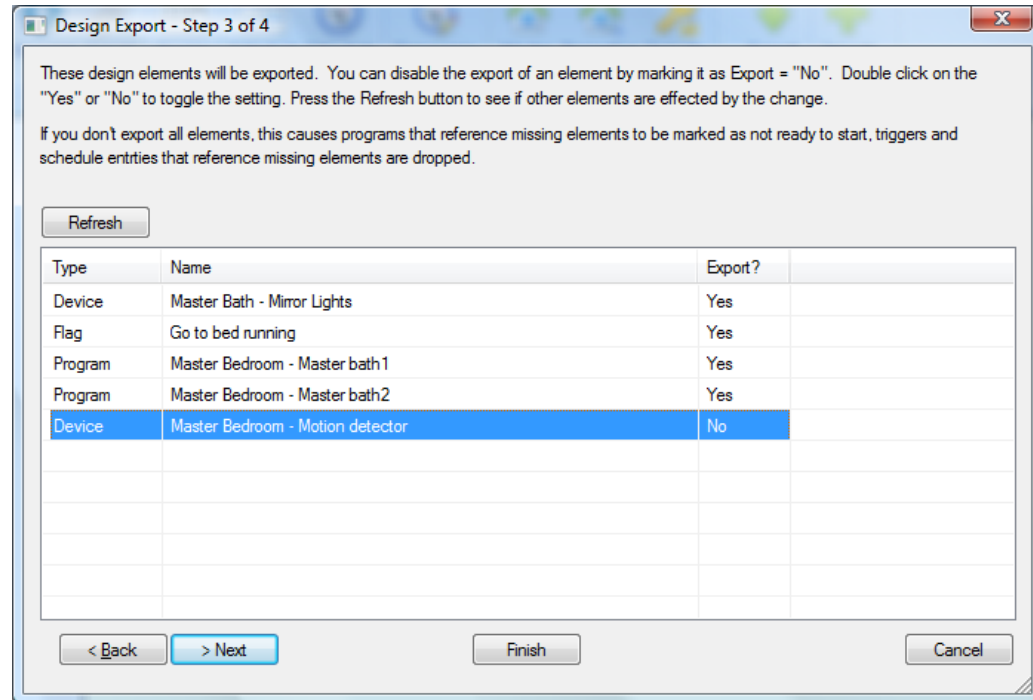 Design Export - Step 3 of 4
These design elements will be exported.  You can disable the export of an element by marking it as Export = "No".  Double click on the
"Yes" or "No" to toggle the setting. Press the Refresh button to see if other elements are effected by the change.
If you don't export all elements, this causes programs that reference missing elements to be marked as not ready to start, triggers and
schedule entrties that reference missing elements are dropped.
Refresh
Type Name Export?
Device Master Bath - Mirror Lights Yes
Flag Go to bed running Yes
Program Master Bedroom - Master bath1 Yes
Program Master Bedroom - Master bath2 Yes
Device Master Bedroom - Motion detector No
< Back > Next Finish Cancel